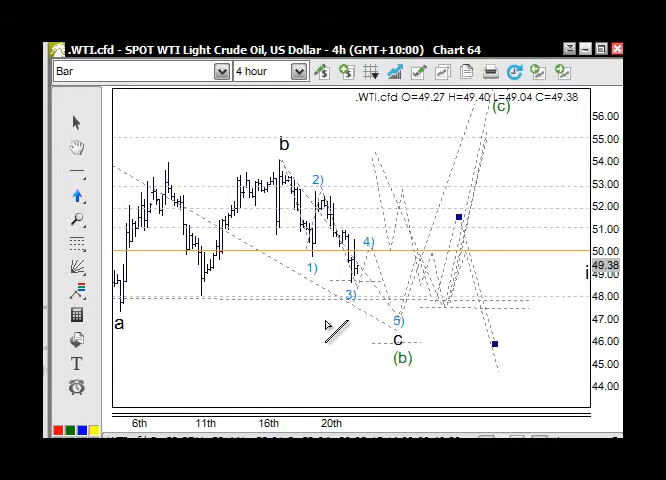 .WTI.cfd - SPOT WTI Light Crude Oil, US Dollar - 4h (GMT+10:00) Chart 64
Bar 4 hour
.WTI.cfd O=49.27 H=49.40 L=49.04 C=49.38
(c)
56.00
55.00
b
54.00
2)
53.00
52.00
51.00
4)
50.00
1)
49.38
49.00
i
3)
48.00
a
5)
47.00
c
46.00
(b)
45.00
44.00
T
6th 11th 16th 20th